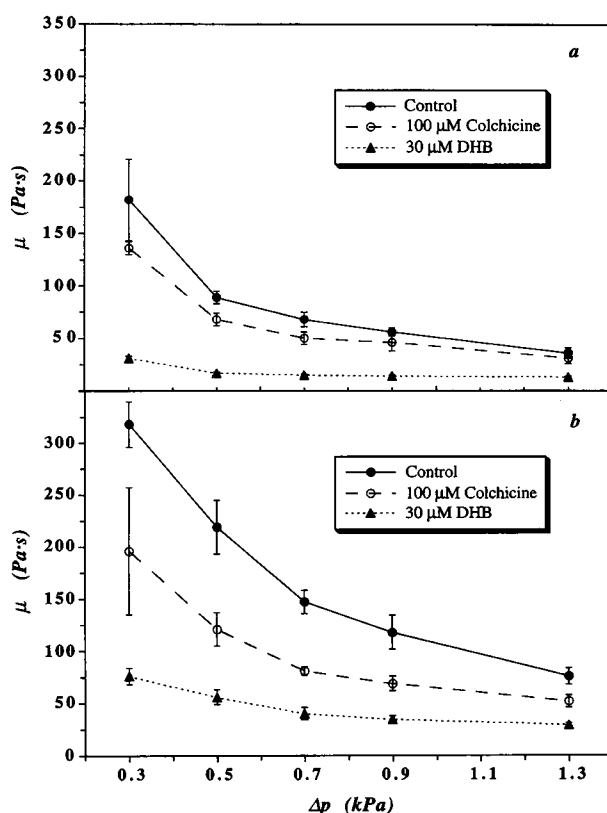 350
300
250
200
150
100
50
μ (Pa·s)
a
Control
100 μM Colchicine
30 μM DHB
300
250
200
150
100
50
0
μ (Pa·s)
b
Control
100 μM Colchicine
30 μM DHB
0.3 0.5 0.7 0.9 1.1 1.3
Δp (kPa)